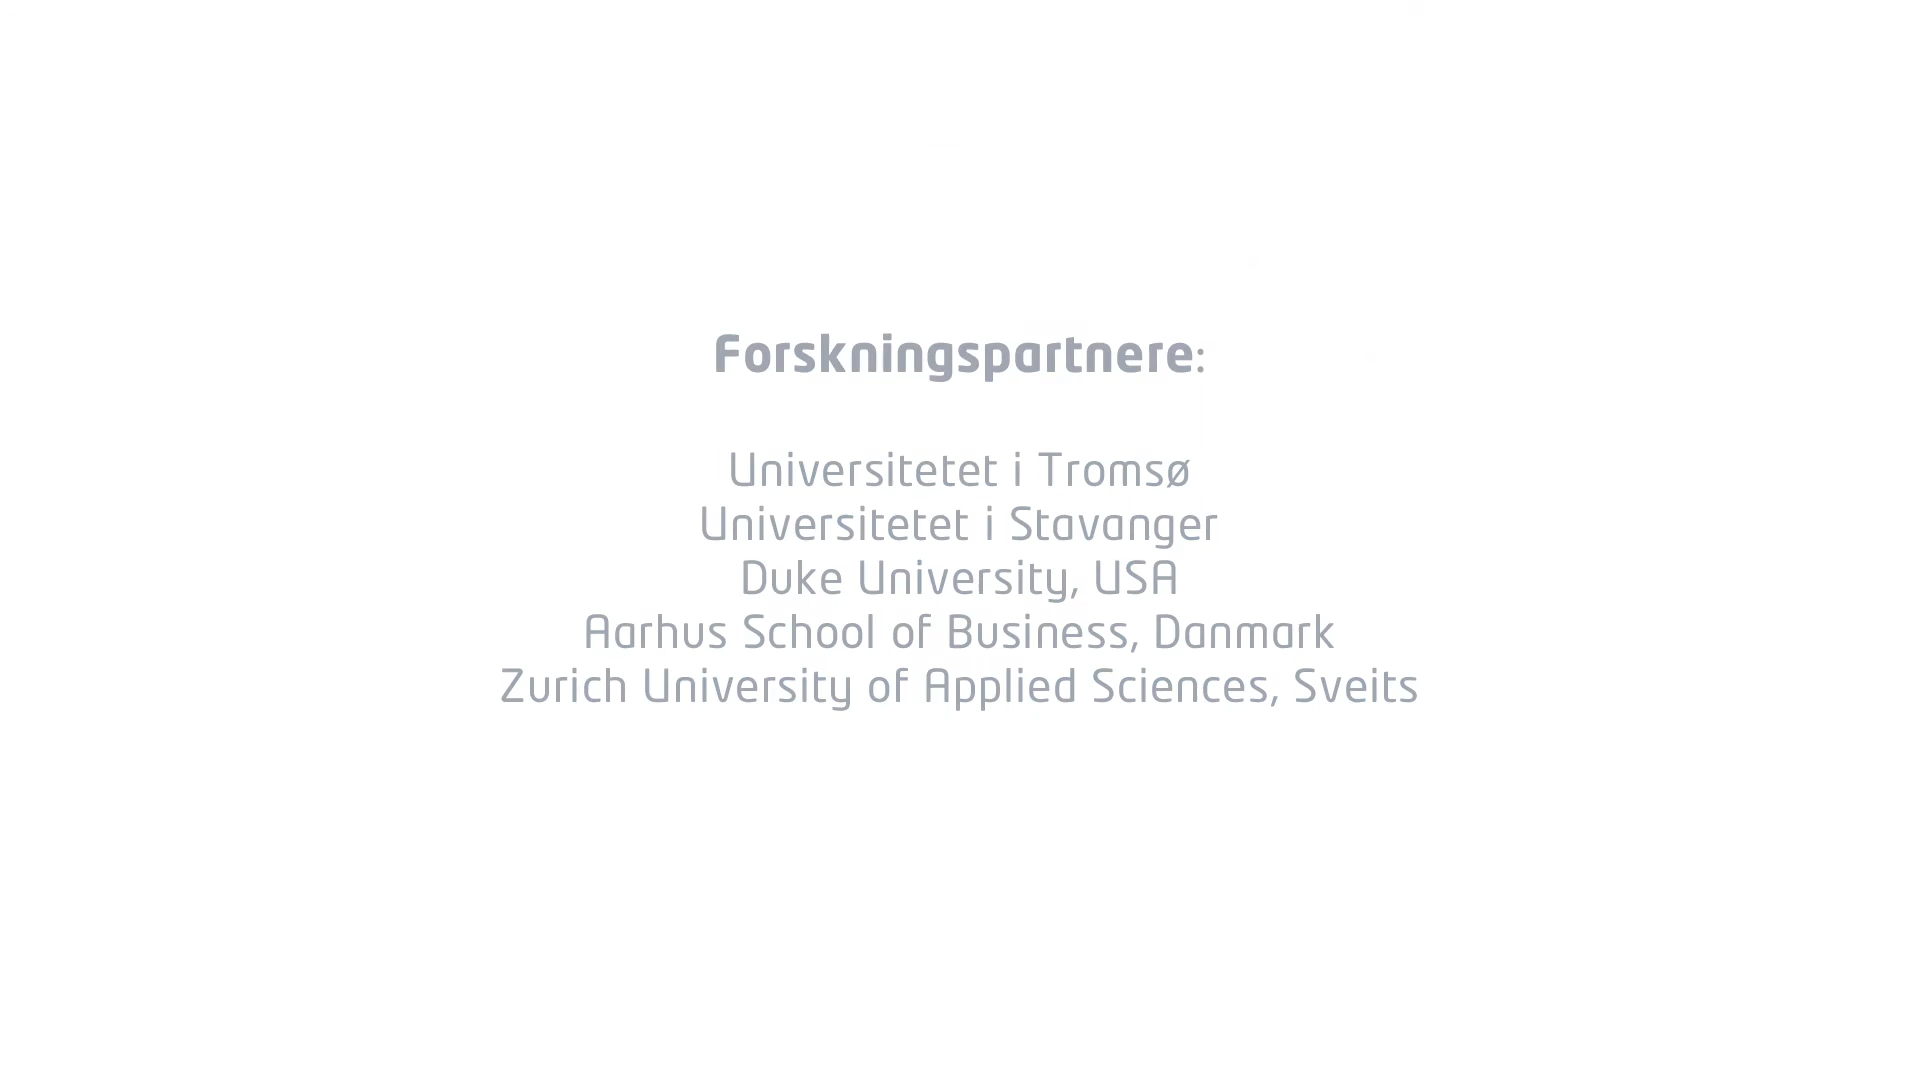 Forskningspartnere:
Universitetet i Tromsø
Universitetet i Stavanger
Duke University, USA
Aarhus School of Business, Danmark
Zurich University of Applied Sciences, Sveits